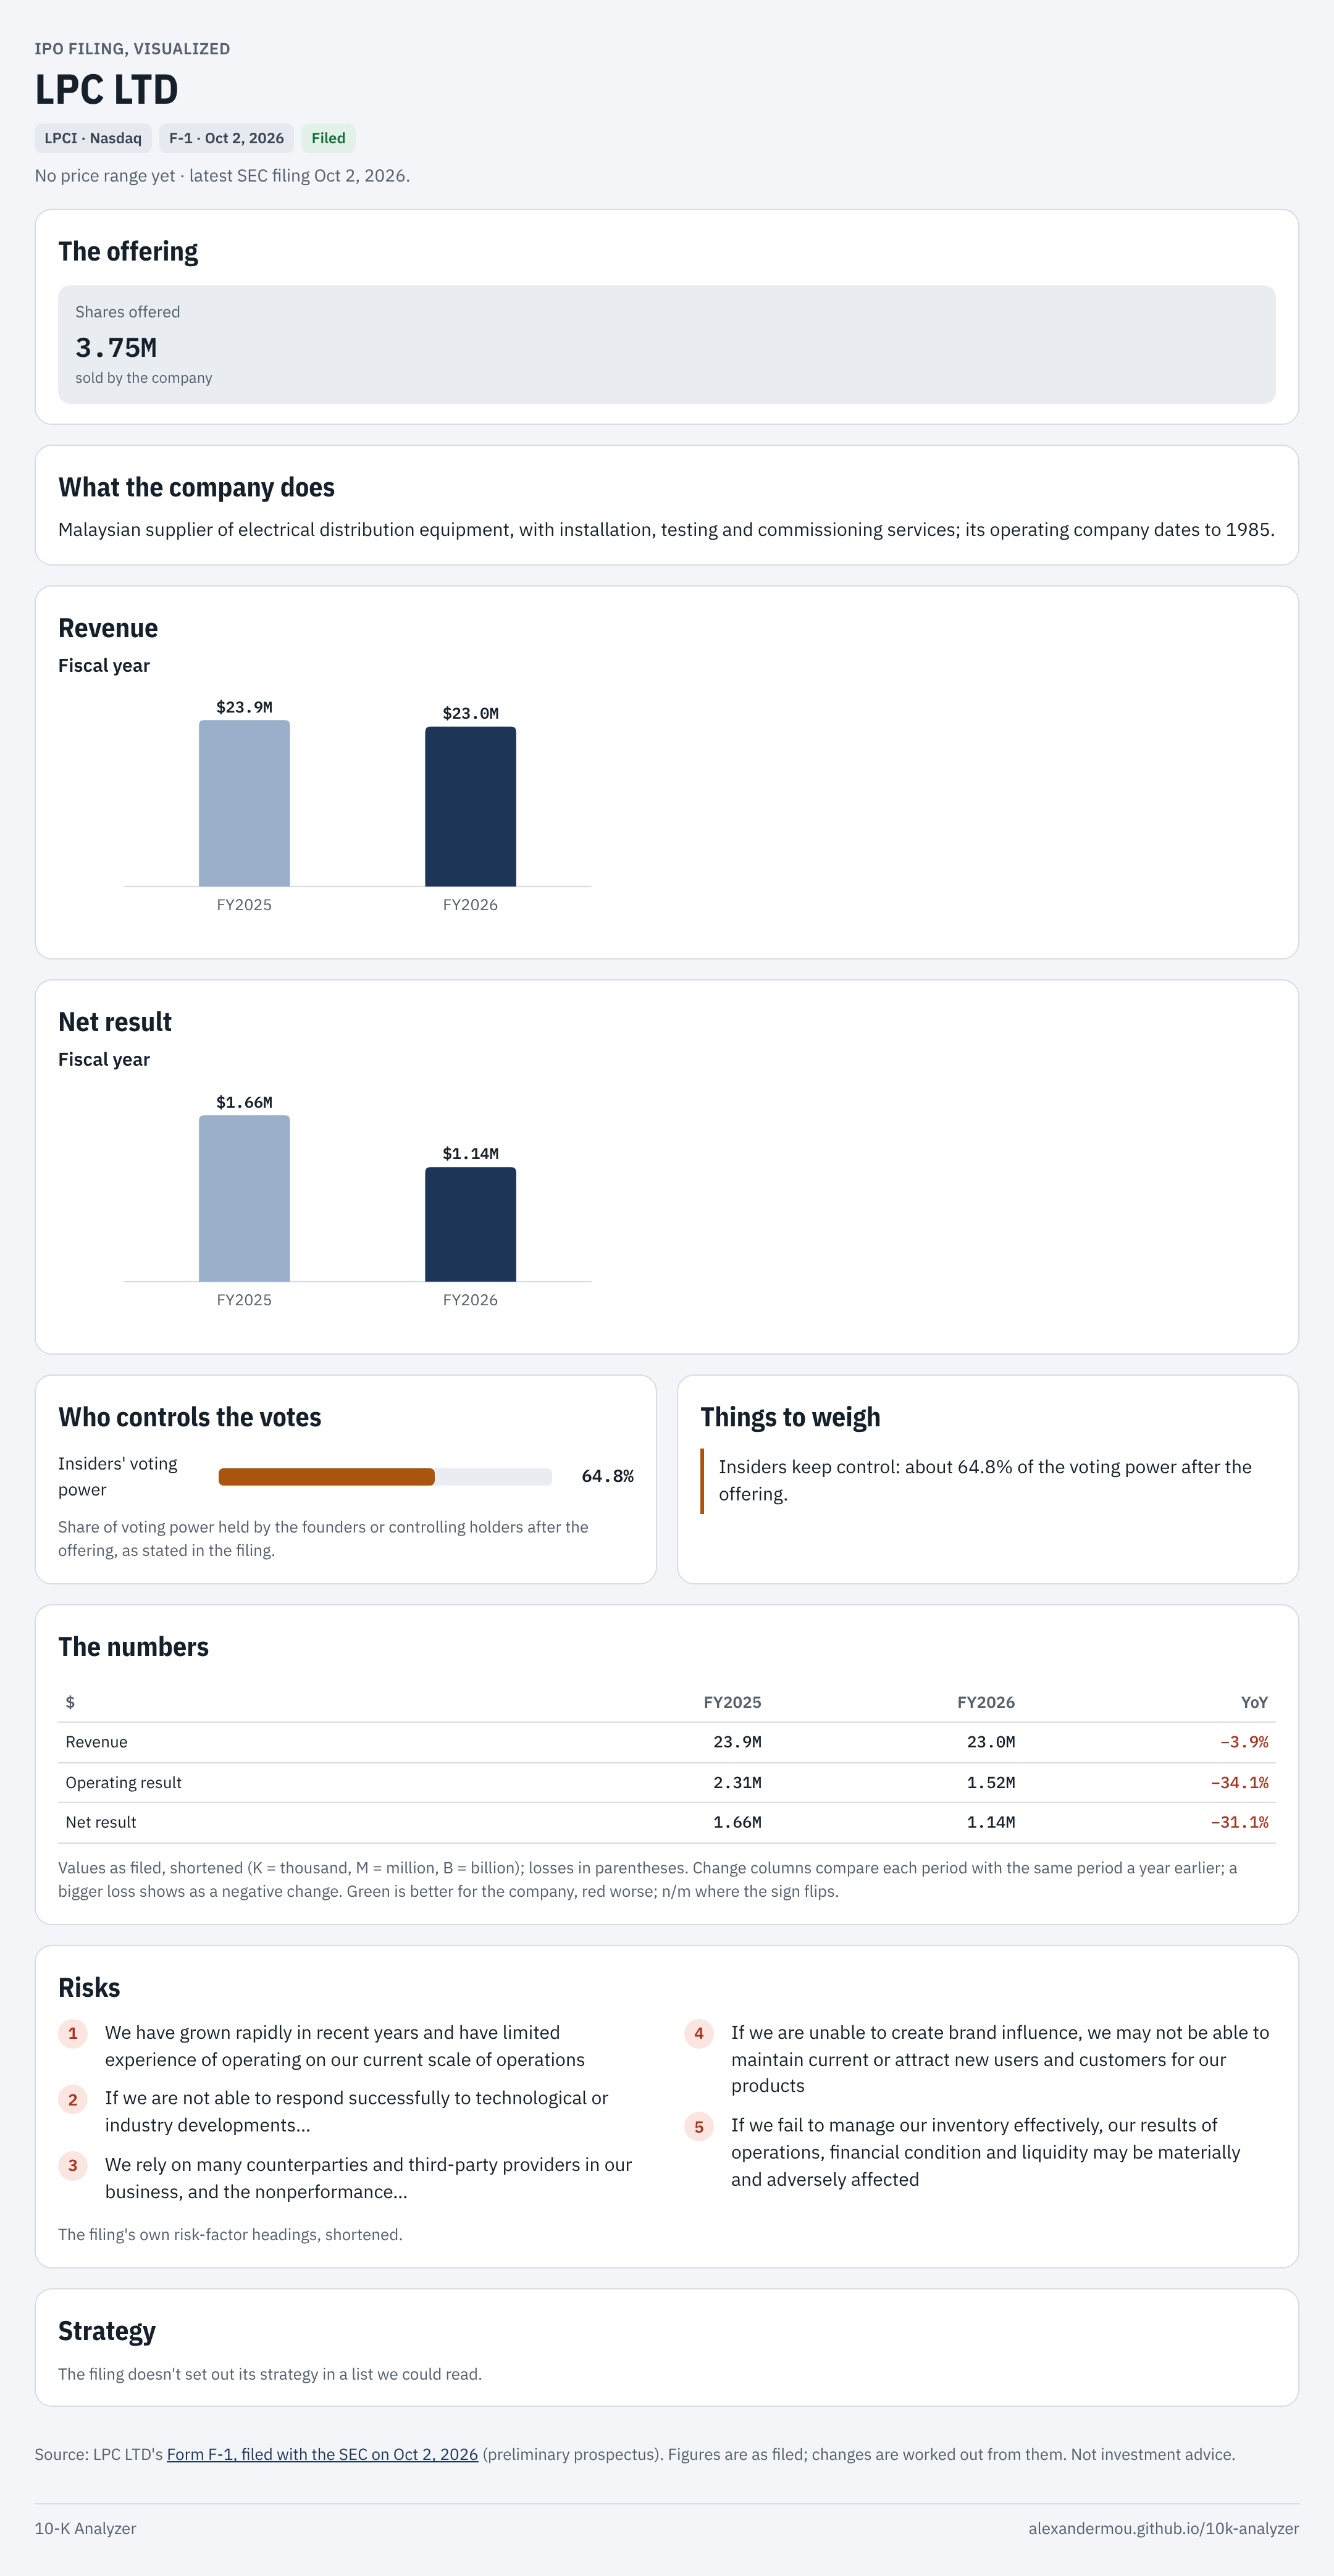 IPO FILING, VISUALIZED
LPC LTD
LPCI · Nasdaq
F-1 · Oct 2, 2026
Filed
No price range yet · latest SEC filing Oct 2, 2026.
The offering
Shares offered
3.75M
sold by the company
What the company does
Malaysian supplier of electrical distribution equipment, with installation, testing and commissioning services; its operating company dates to 1985.
Revenue
Fiscal year
$23.9M
$23.0M
FY2025
FY2026
Net result
Fiscal year
$1.66M
$1.14M
FY2025
FY2026
Who controls the votes
Insiders' voting
power
64.8%
Share of voting power held by the founders or controlling holders after the
offering, as stated in the filing.
Things to weigh
Insiders keep control: about 64.8% of the voting power after the
offering.
The numbers
$ FY2025 FY2026 YoY
Revenue 23.9M 23.0M −3.9%
Operating result 2.31M 1.52M −34.1%
Net result 1.66M 1.14M −31.1%
Values as filed, shortened (K = thousand, M = million, B = billion); losses in parentheses. Change columns compare each period with the same period a year earlier; a
bigger loss shows as a negative change. Green is better for the company, red worse; n/m where the sign flips.
Risks
1 We have grown rapidly in recent years and have limited
experience of operating on our current scale of operations
2 If we are not able to respond successfully to technological or
industry developments…
3 We rely on many counterparties and third-party providers in our
business, and the nonperformance…
4 If we are unable to create brand influence, we may not be able to
maintain current or attract new users and customers for our
products
5 If we fail to manage our inventory effectively, our results of
operations, financial condition and liquidity may be materially
and adversely affected
The filing's own risk-factor headings, shortened.
Strategy
The filing doesn't set out its strategy in a list we could read.
Source: LPC LTD's Form F-1, filed with the SEC on Oct 2, 2026 (preliminary prospectus). Figures are as filed; changes are worked out from them. Not investment advice.
10-K Analyzer
alexandermou.github.io/10k-analyzer